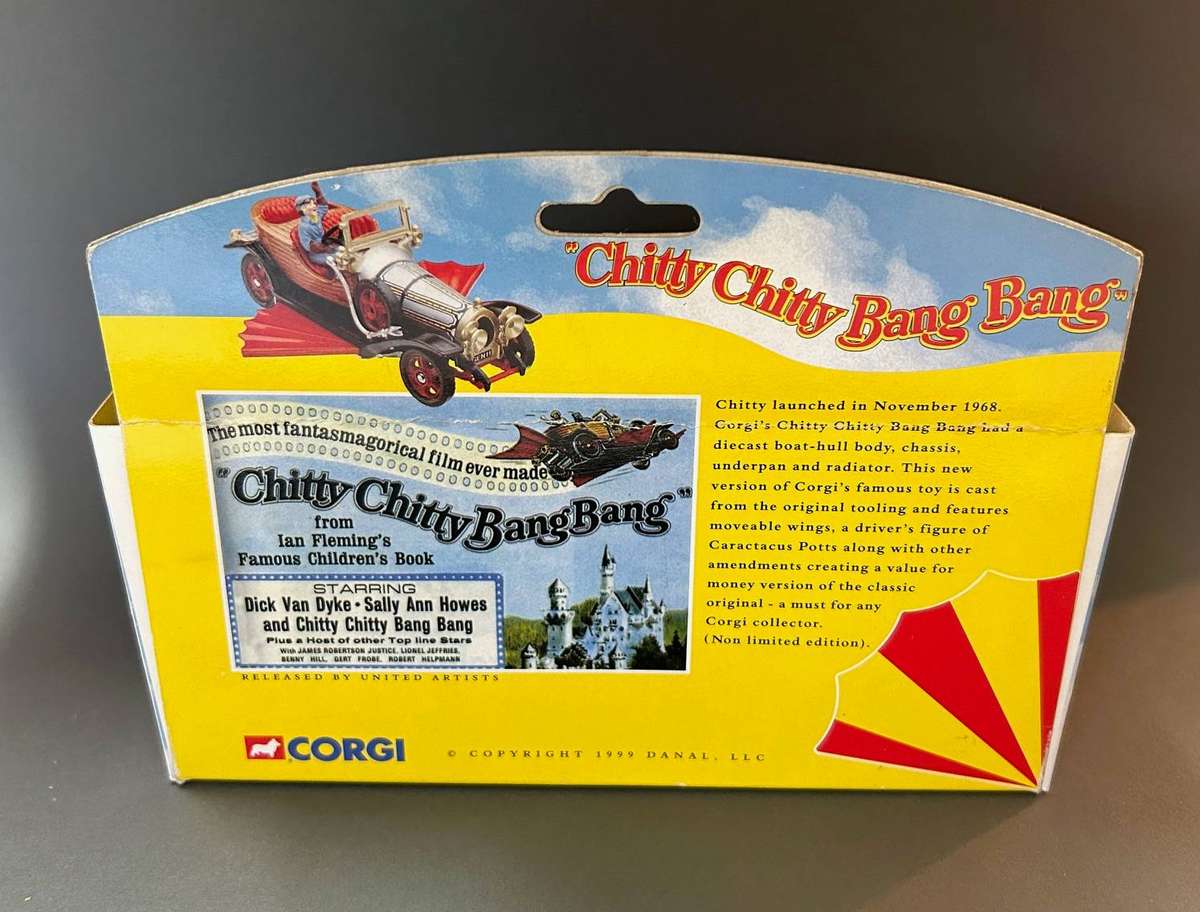 "Chitty Chitty Bang Bang"
The most fantasmagorical film ever made
"Chitty Chitty Bang Bang"
from
Ian Fleming's
Famous Children's Book
STARRING
Dick Van Dyke • Sally Ann Howes
and Chitty Chitty Bang Bang
Plus a Host of other Top line Stars
With JAMES ROBERTSON JUSTICE, LIONEL JEFFRIES,
BENNY HILL, GERT FROBE, ROBERT HELPMANN
RELEASED BY UNITED ARTISTS
Chitty launched in November 1968.
Corgi's Chitty Chitty Bang Bang had a
diecast boat-hull body, chassis,
underpan and radiator. This new
version of Corgi's famous toy is cast
from the original tooling and features
moveable wings, a driver's figure of
Caractacus Potts along with other
amendments creating a value for
money version of the classic
original - a must for any
Corgi collector.
(Non limited edition).
CORGI
© COPYRIGHT 1999 DANAL, LLC